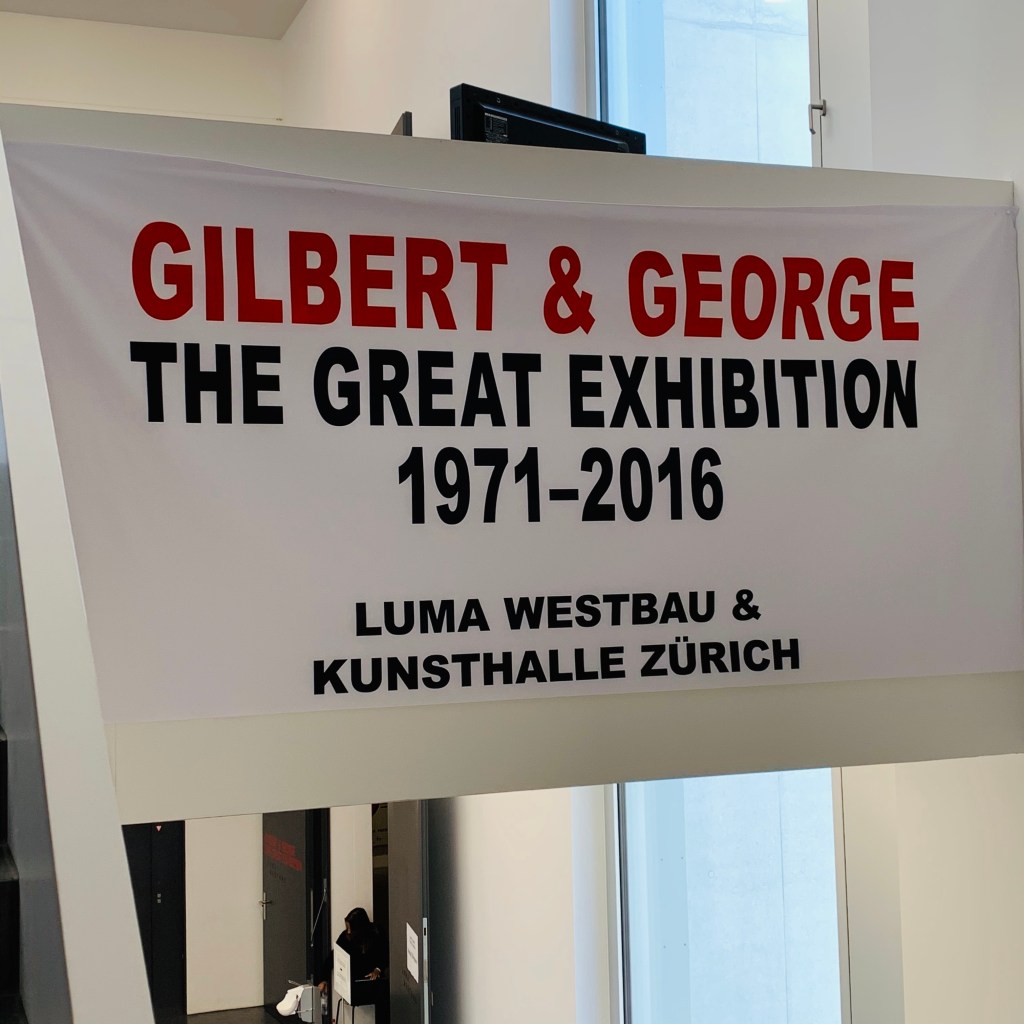 GILBERT & GEORGE
THE GREAT EXHIBITION
1971–2016
LUMA WESTBAU &
KUNSTHALLE ZÜRICH